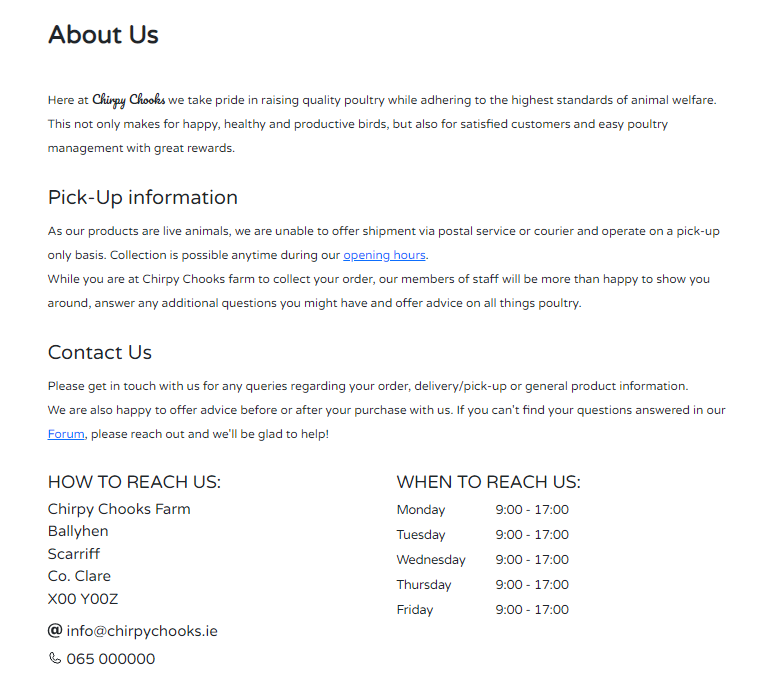 About Us
Here at Chirpy Chooks we take pride in raising quality poultry while adhering to the highest standards of animal welfare.
This not only makes for happy, healthy and productive birds, but also for satisfied customers and easy poultry
management with great rewards.
Pick-Up information
As our products are live animals, we are unable to offer shipment via postal service or courier and operate on a pick-up
only basis. Collection is possible anytime during our opening hours.
While you are at Chirpy Chooks farm to collect your order, our members of staff will be more than happy to show you
around, answer any additional questions you might have and offer advice on all things poultry.
Contact Us
Please get in touch with us for any queries regarding your order, delivery/pick-up or general product information.
We are also happy to offer advice before or after your purchase with us. If you can't find your questions answered in our
Forum, please reach out and we'll be glad to help!
HOW TO REACH US:
Chirpy Chooks Farm
Ballyhen
Scarriff
Co. Clare
X00 Y00Z
@ info@chirpychooks.ie
065 000000
WHEN TO REACH US:
Monday 9:00 - 17:00
Tuesday 9:00 - 17:00
Wednesday 9:00 - 17:00
Thursday 9:00 - 17:00
Friday 9:00 - 17:00